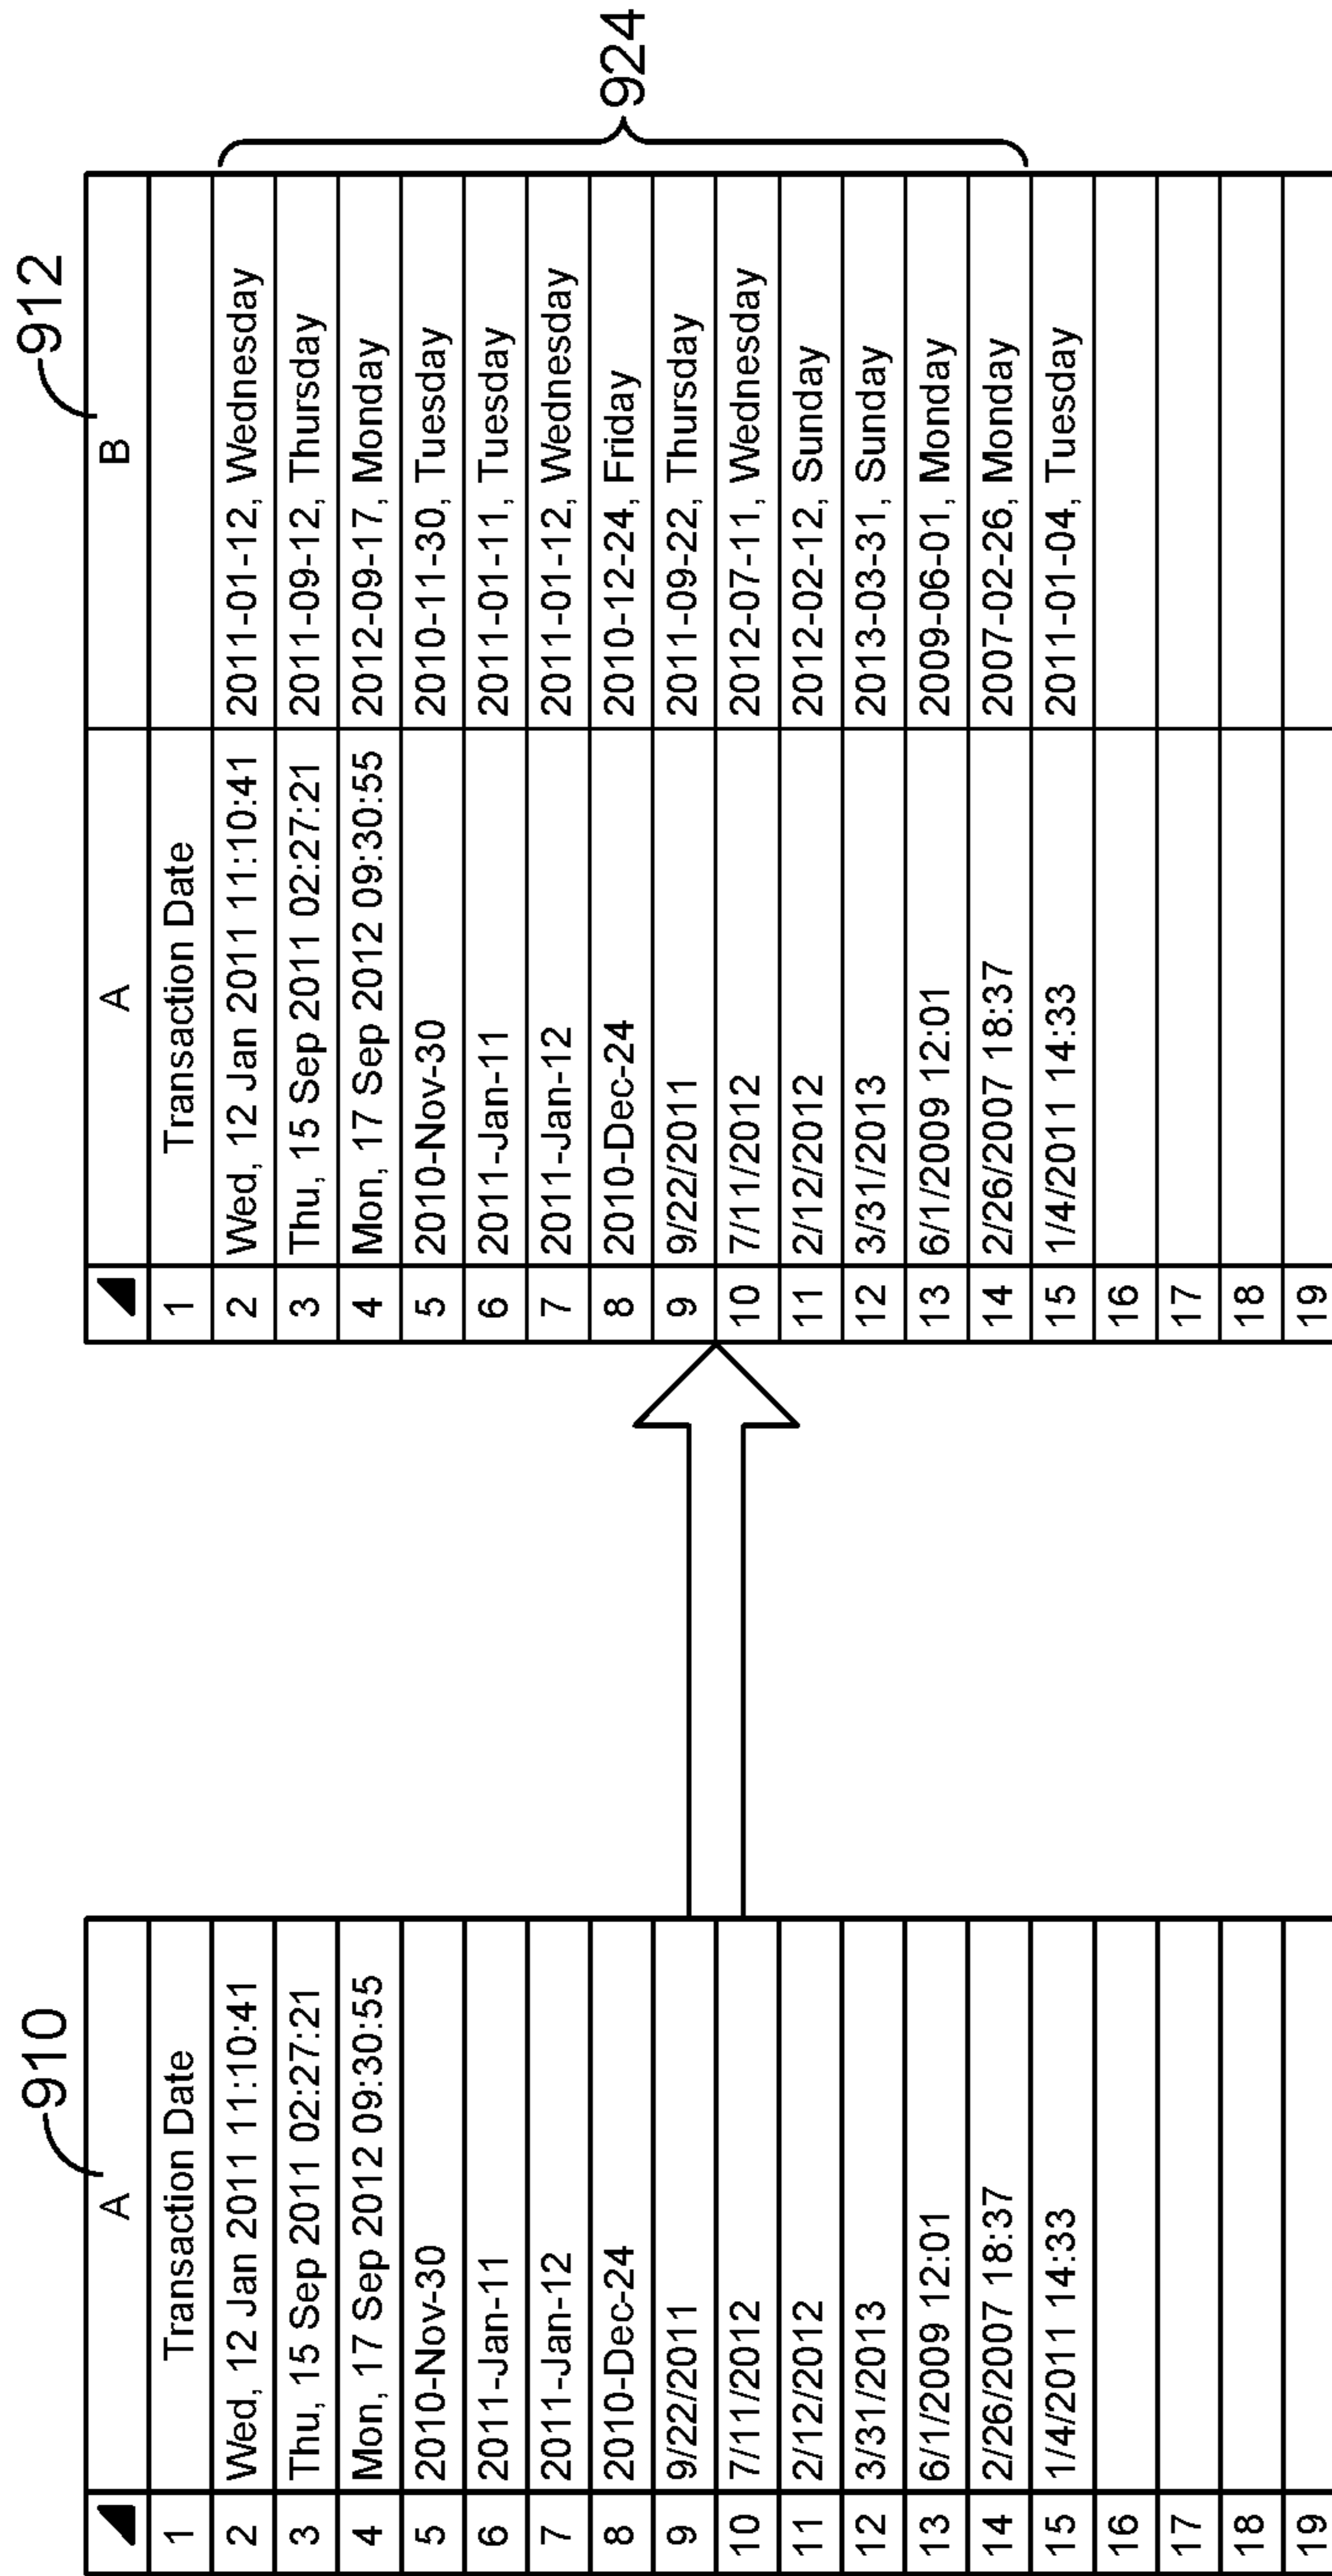 910
A
1 Transaction Date
2 Wed, 12 Jan 2011 11:10:41
3 Thu, 15 Sep 2011 02:27:21
4 Mon, 17 Sep 2012 09:30:55
5 2010-Nov-30
6 2011-Jan-11
7 2011-Jan-12
8 2010-Dec-24
9 9/22/2011
10 7/11/2012
11 2/12/2012
12 3/31/2013
13 6/1/2009 12:01
14 2/26/2007 18:37
15 1/4/2011 14:33
16
17
18
19
912
A B
1 Transaction Date
2 Wed, 12 Jan 2011 11:10:41 2011-01-12, Wednesday
3 Thu, 15 Sep 2011 02:27:21 2011-09-12, Thursday
4 Mon, 17 Sep 2012 09:30:55 2012-09-17, Monday
5 2010-Nov-30 2010-11-30, Tuesday
6 2011-Jan-11 2011-01-11, Tuesday
7 2011-Jan-12 2011-01-12, Wednesday
8 2010-Dec-24 2010-12-24, Friday
9 9/22/2011 2011-09-22, Thursday
10 7/11/2012 2012-07-11, Wednesday
11 2/12/2012 2012-02-12, Sunday
12 3/31/2013 2013-03-31, Sunday
13 6/1/2009 12:01 2009-06-01, Monday
14 2/26/2007 18:37 2007-02-26, Monday
15 1/4/2011 14:33 2011-01-04, Tuesday
16
17
18
19
924